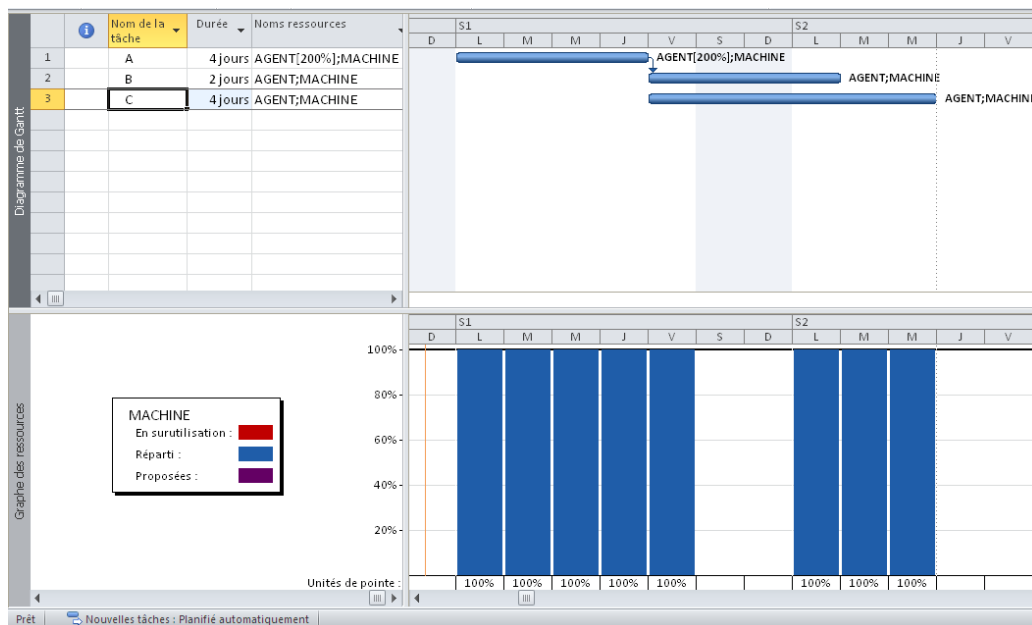 Nom de la tâche Durée Noms ressources
1 A 4 jours AGENT[200%];MACHINE
2 B 2 jours AGENT;MACHINE
3 C 4 jours AGENT;MACHINE
Diagramme de Gantt
S1 S2
D L M M J V S D L M M J V
AGENT[200%];MACHINE
AGENT;MACHINE
AGENT;MACHINE
Graphe des ressources
MACHINE
En surutilisation :
Réparti :
Proposées :
100%
80%
60%
40%
20%
Unités de pointe :
S1 S2
D L M M J V S D L M M J V
100% 100% 100% 100% 100% 100% 100% 100%
Prêt Nouvelles tâches : Planifié automatiquement